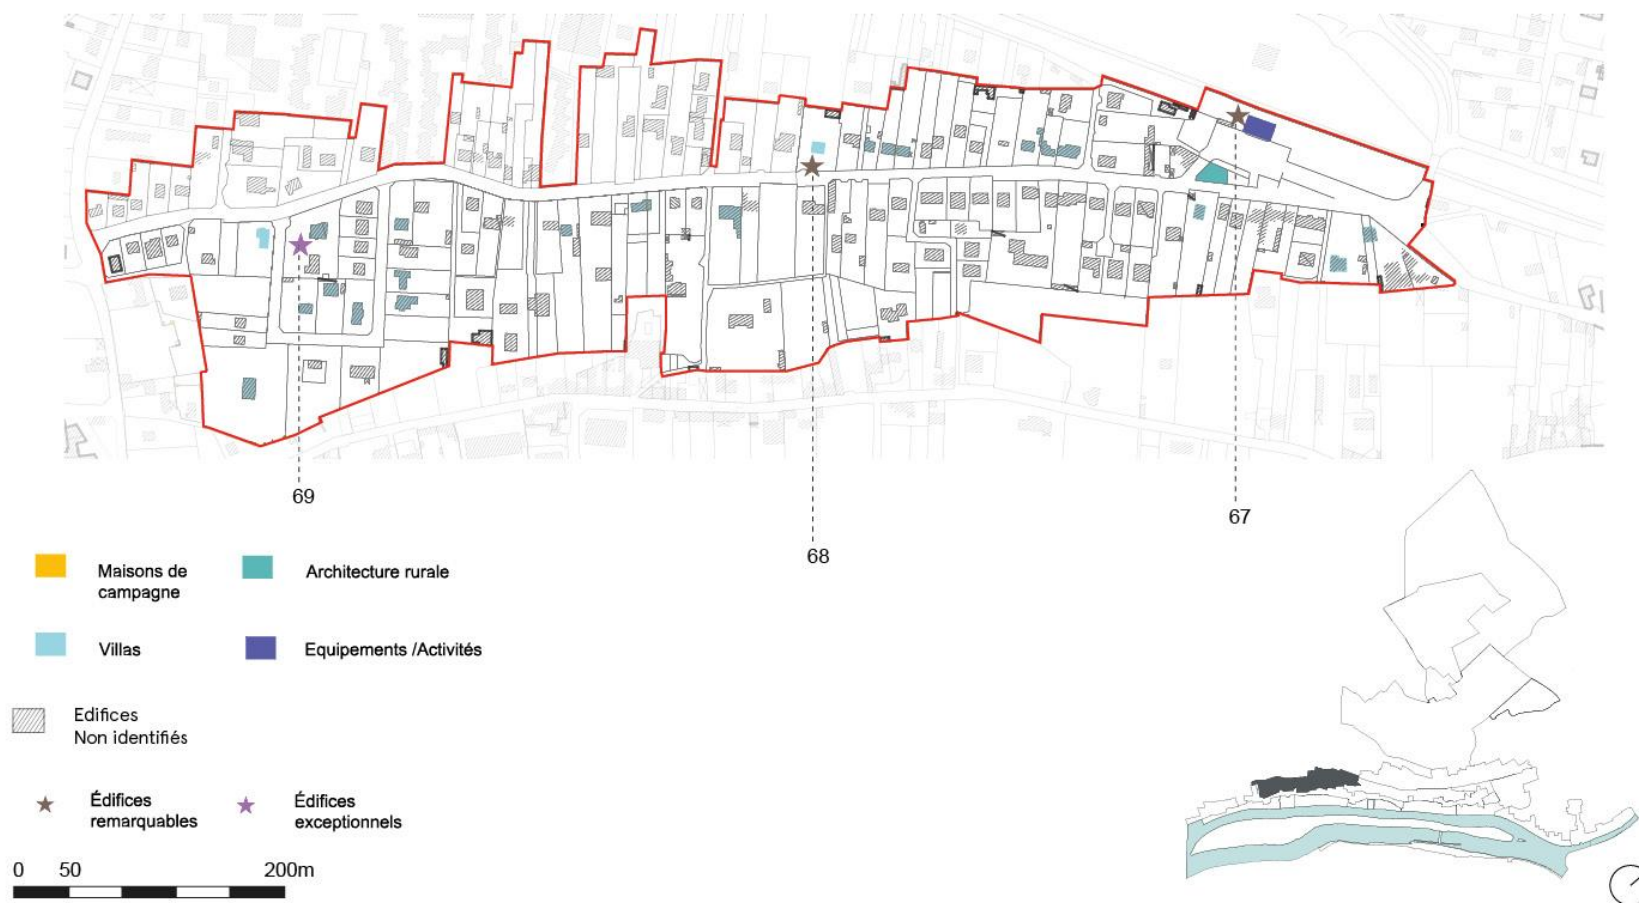 69
67
68
Maisons de
campagne
Architecture rurale
Villas
Equipements /Activités
Edifices
Non identifiés
Édifices
remarquables
Édifices
exceptionnels
0 50 200m